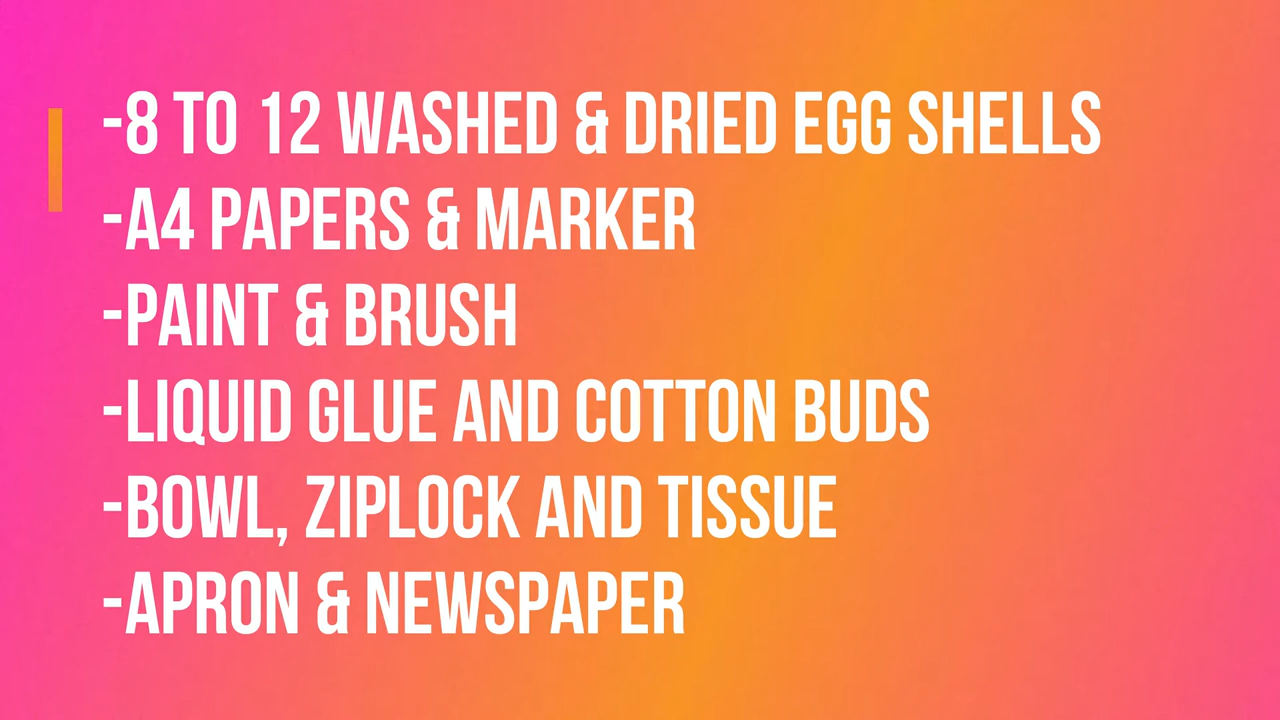 -8 TO 12 WASHED & DRIED EGG SHELLS
-A4 PAPERS & MARKER
-PAINT & BRUSH
-LIQUID GLUE AND COTTON BUDS
-BOWL, ZIPLOCK AND TISSUE
-APRON & NEWSPAPER